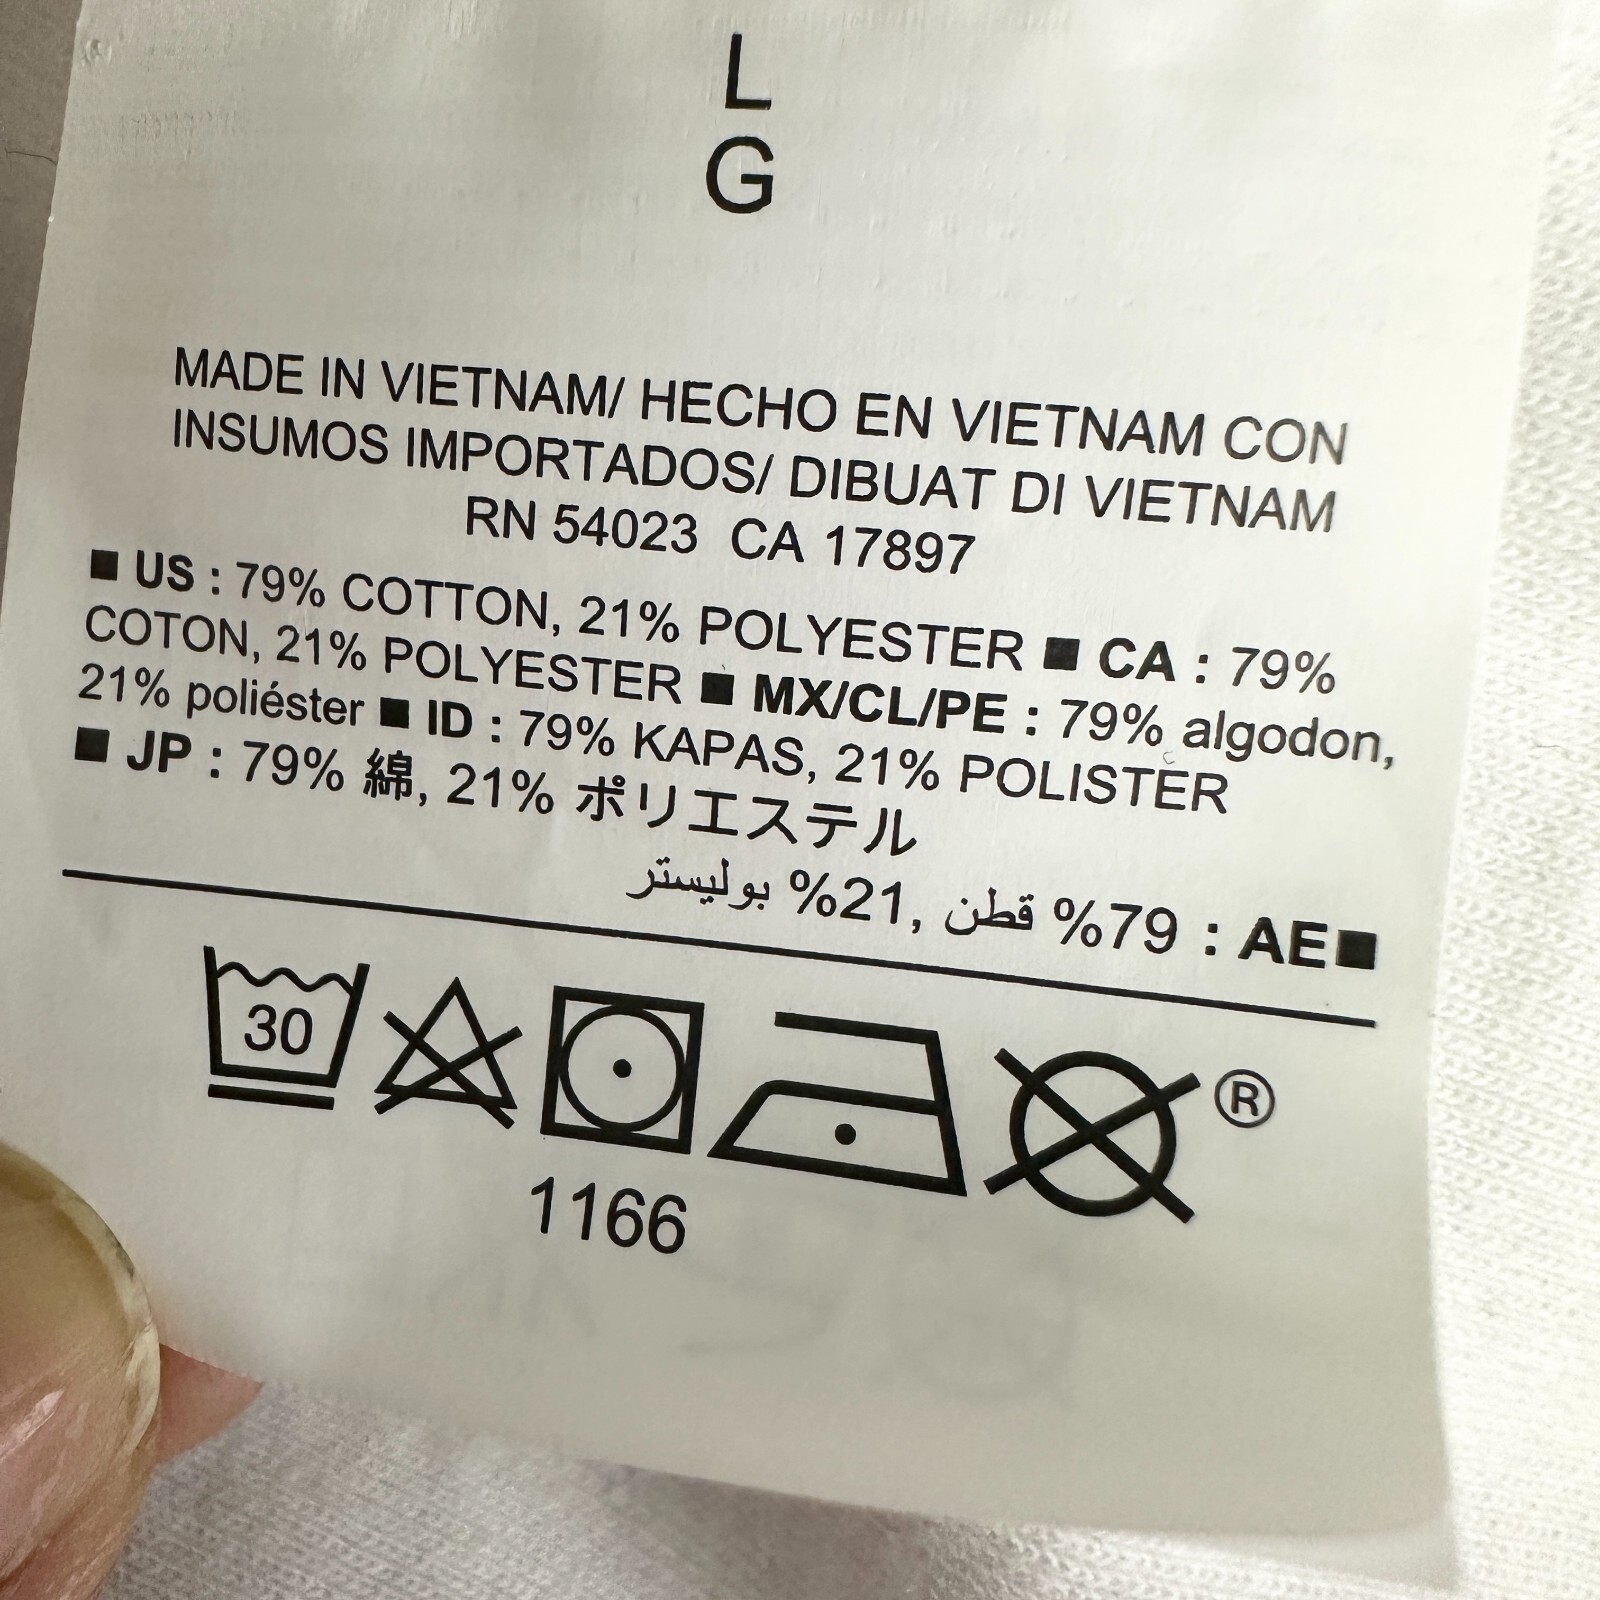 L
G
MADE IN VIETNAM/ HECHO EN VIETNAM CON
INSUMOS IMPORTADOS/ DIBUAT DI VIETNAM
RN 54023 CA 17897
■ US : 79% COTTON, 21% POLYESTER ■ CA : 79%
COTON, 21% POLYESTER ■ MX/CL/PE : 79% algodon,
21% poliéster ■ ID : 79% KAPAS, 21% POLISTER
■ JP : 79% 綿, 21% ポリエステル
■AE : 79% قطن ,21% بوليستر
30
®
1166